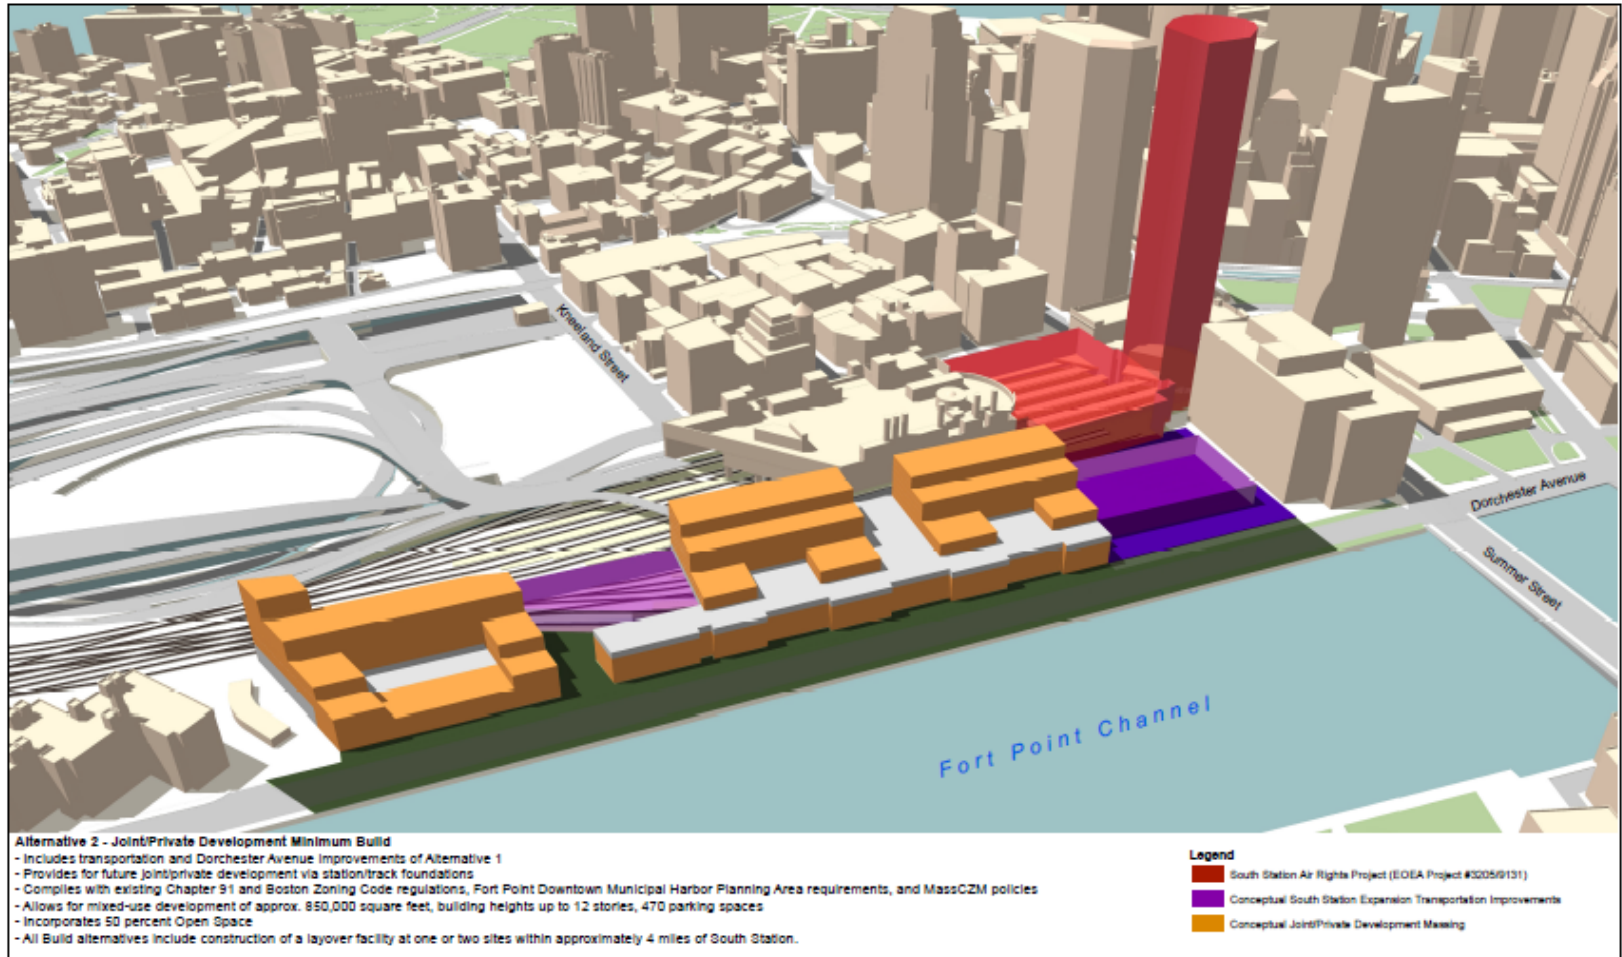 Kneeland Street
Dorchester Avenue
Summer Street
Fort Point Channel
Alternative 2 - Joint/Private Development Minimum Build
- Includes transportation and Dorchester Avenue Improvements of Alternative 1
- Provides for future joint/private development via station/track foundations
- Complies with existing Chapter 91 and Boston Zoning Code regulations, Fort Point Downtown Municipal Harbor Planning Area requirements, and MassCZM policies
- Allows for mixed-use development of approx. 850,000 square feet, building heights up to 12 stories, 470 parking spaces
- Incorporates 50 percent Open Space
- All Build alternatives include construction of a layover facility at one or two sites within approximately 4 miles of South Station.
Legend
South Station Air Rights Project (EOEA Project #3205/9131)
Conceptual South Station Expansion Transportation Improvements
Conceptual Joint/Private Development Massing